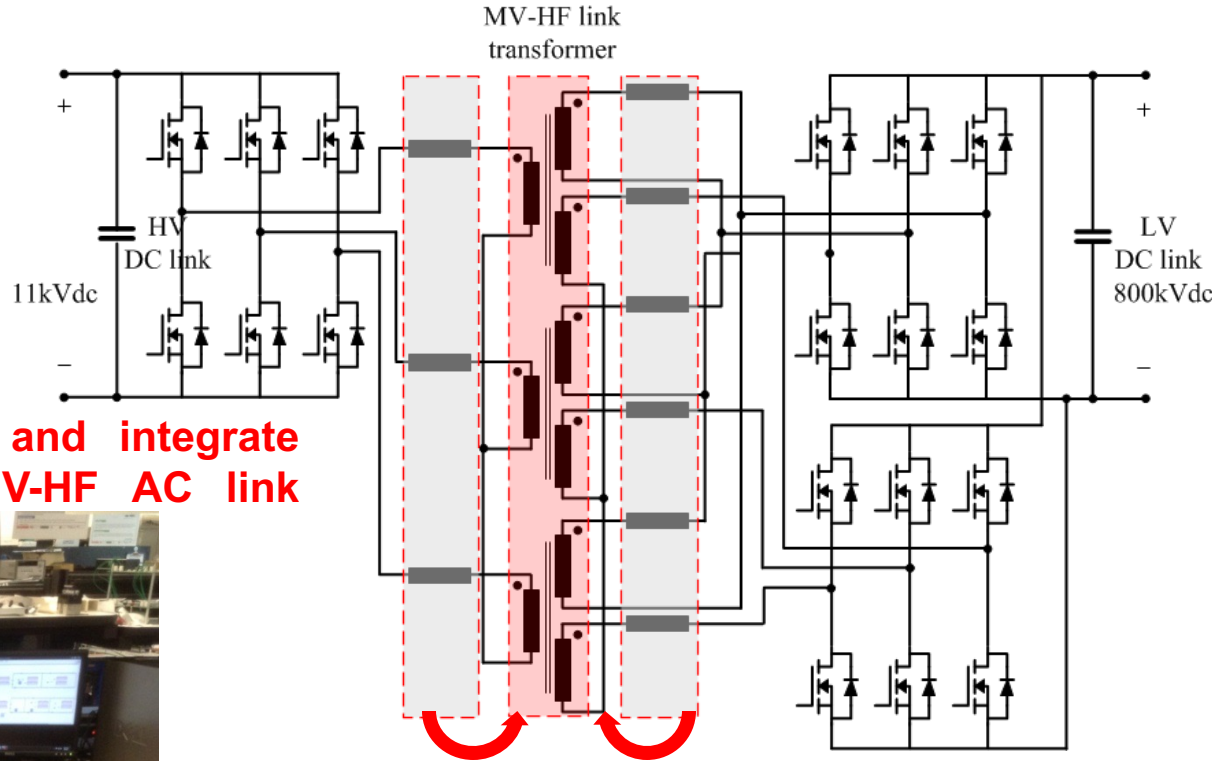 MV-HF link
transformer
+
HV
DC link
11kVdc
−
+
LV
DC link
800kVdc
−
and integrate
V-HF AC link